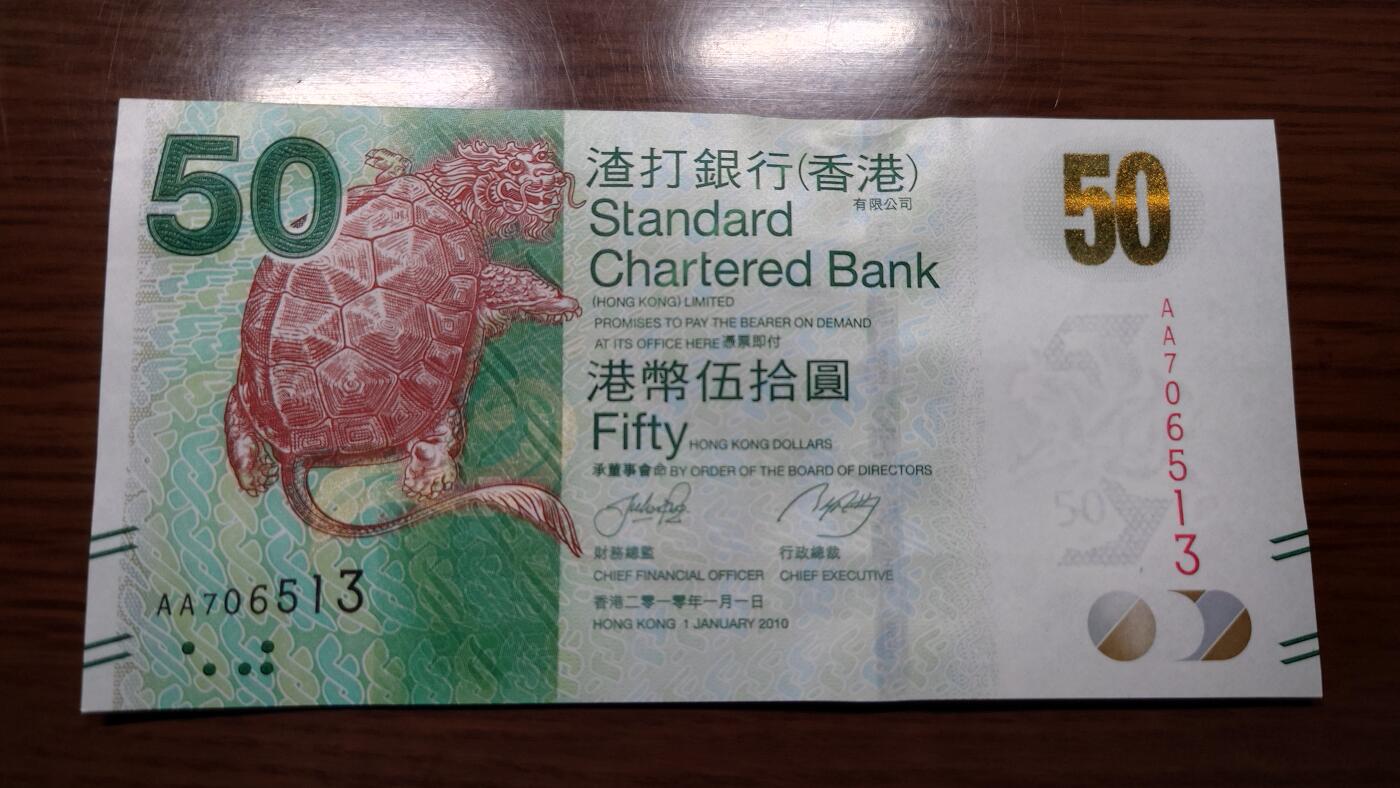 50
渣打銀行(香港)
有限公司
Standard
Chartered Bank
(HONG KONG) LIMITED
PROMISES TO PAY THE BEARER ON DEMAND
AT ITS OFFICE HERE 憑票即付
港幣伍拾圓
Fifty HONG KONG DOLLARS
承董事會命 BY ORDER OF THE BOARD OF DIRECTORS
財務總監 行政總裁
CHIEF FINANCIAL OFFICER CHIEF EXECUTIVE
香港二零一零年一月一日
HONG KONG 1 JANUARY 2010
AA706513
50
AA706513
50